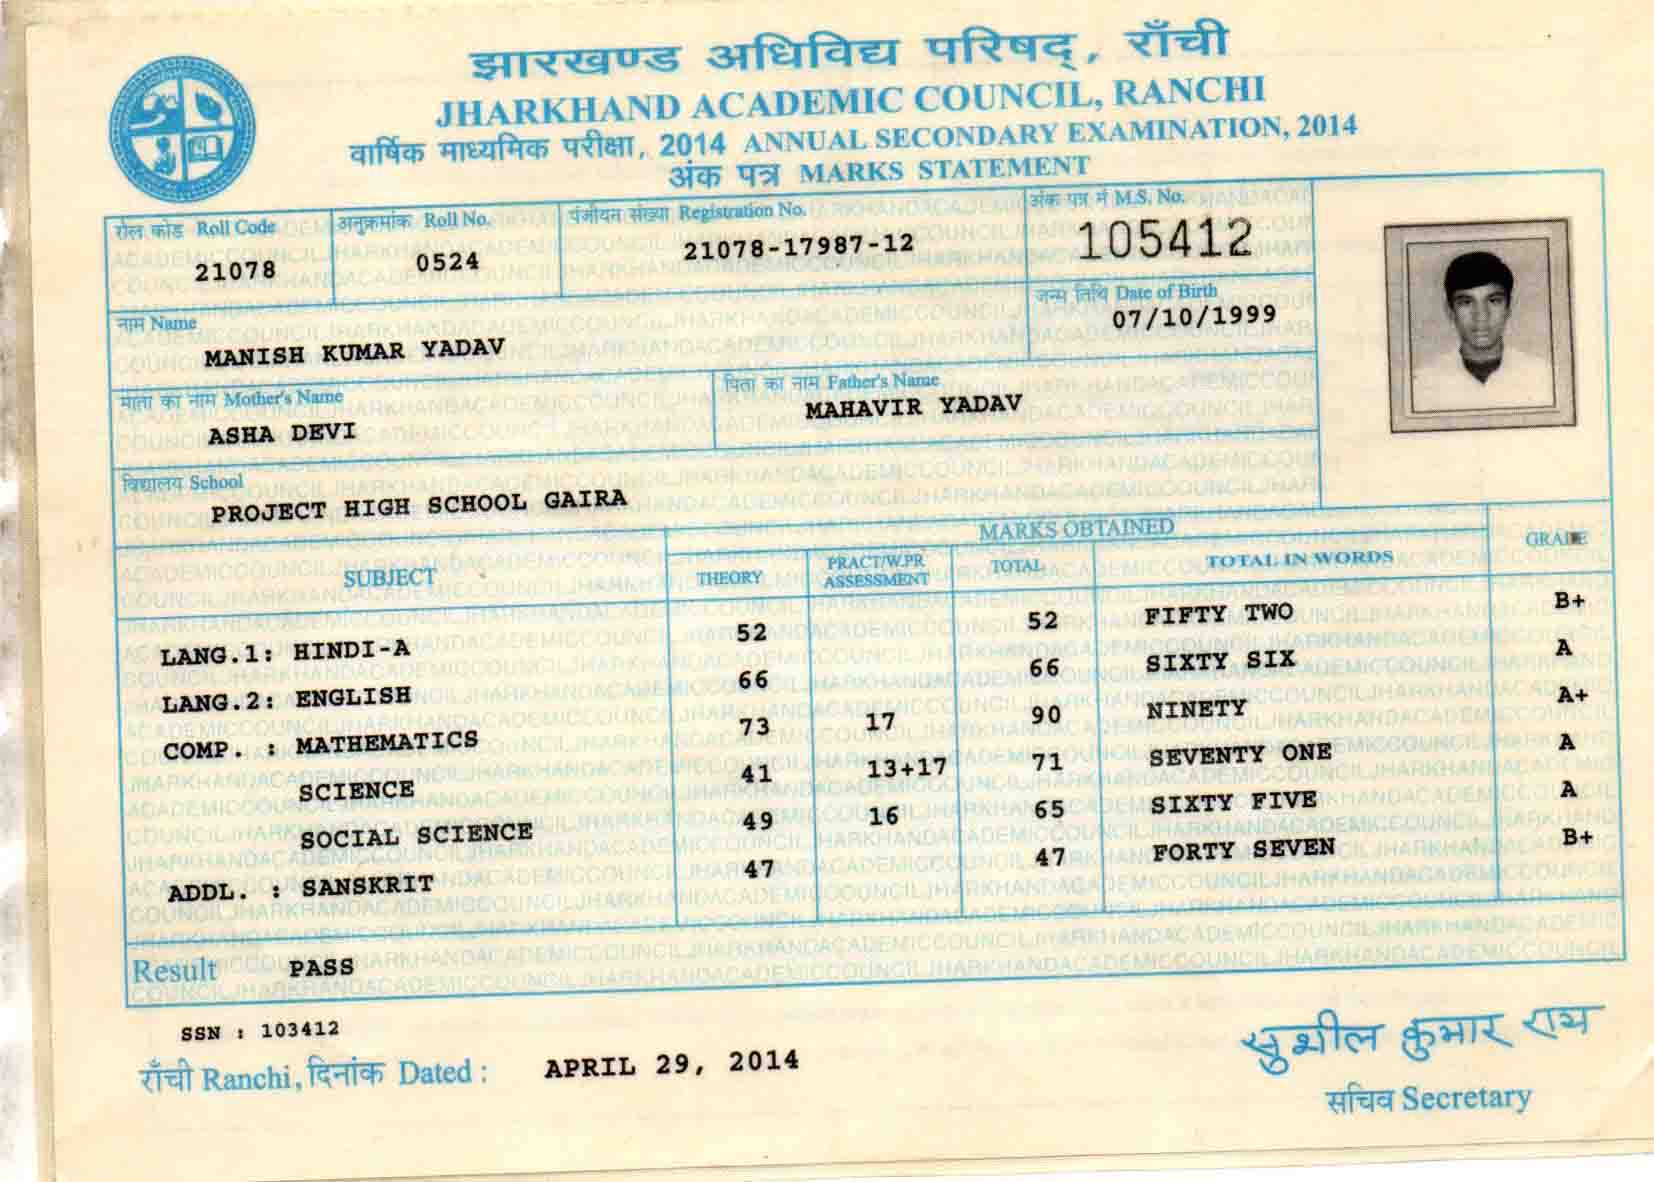 झारखण्ड अधिविद्य परिषद्, राँची
JHARKHAND ACADEMIC COUNCIL, RANCHI
वार्षिक माध्यमिक परीक्षा, 2014 ANNUAL SECONDARY EXAMINATION, 2014
अंक पत्र MARKS STATEMENT
रोल कोड Roll Code अनुक्रमांक Roll No. पंजीयन संख्या Registration No. अंक पत्र सं M.S. No.
21078 0524 21078-17987-12 105412
नाम Name जन्म तिथि Date of Birth
MANISH KUMAR YADAV 07/10/1999
माता का नाम Mother's Name पिता का नाम Father's Name
ASHA DEVI MAHAVIR YADAV
विद्यालय School
PROJECT HIGH SCHOOL GAIRA
MARKS OBTAINED
SUBJECT THEORY PRACT/W.PR ASSESSMENT TOTAL TOTAL IN WORDS GRADE
LANG.1: HINDI-A 52 52 FIFTY TWO B+
LANG.2: ENGLISH 66 66 SIXTY SIX A
COMP. : MATHEMATICS 73 17 90 NINETY A+
SCIENCE 41 13+17 71 SEVENTY ONE A
SOCIAL SCIENCE 49 16 65 SIXTY FIVE A
ADDL. : SANSKRIT 47 47 FORTY SEVEN B+
Result PASS
SSN : 103412
राँची Ranchi, दिनांक Dated : APRIL 29, 2014
सुशील कुमार राय
सचिव Secretary